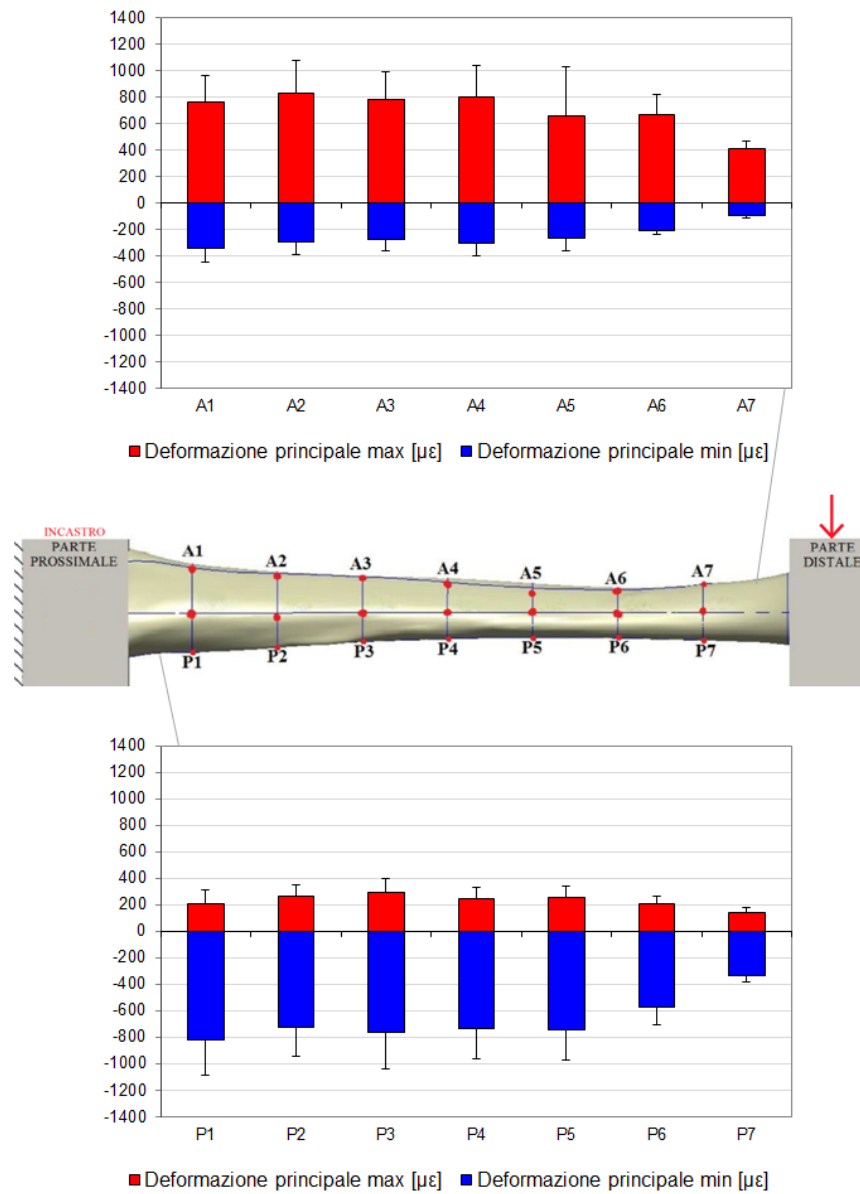 1400
1200
1000
800
600
400
200
0
-200
-400
-600
-800
-1000
-1200
-1400
A1 A2 A3 A4 A5 A6 A7
Deformazione principale max [µε] Deformazione principale min [µε]
INCASTRO
PARTE
PROSSIMALE
A1 A2 A3 A4 A5 A6 A7
P1 P2 P3 P4 P5 P6 P7
PARTE
DISTALE
1400
1200
1000
800
600
400
200
0
-200
-400
-600
-800
-1000
-1200
-1400
P1 P2 P3 P4 P5 P6 P7
Deformazione principale max [µε] Deformazione principale min [µε]